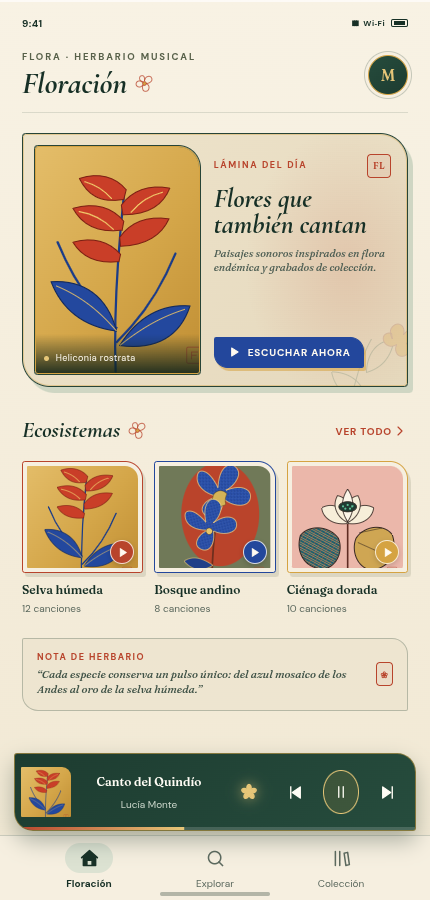 9:41
Wi-Fi
FLORA · HERBARIO MUSICAL
Floración
M
LÁMINA DEL DÍA
FL
Flores que
también cantan
Paisajes sonoros inspirados en flora
endémica y grabados de colección.
Heliconia rostrata
ESCUCHAR AHORA
Ecosistemas
VER TODO
Selva húmeda
12 canciones
Bosque andino
8 canciones
Ciénaga dorada
10 canciones
NOTA DE HERBARIO
“Cada especie conserva un pulso único: del azul mosaico de los
Andes al oro de la selva húmeda.”
Canto del Quindío
Lucía Monte
Floración
Explorar
Colección